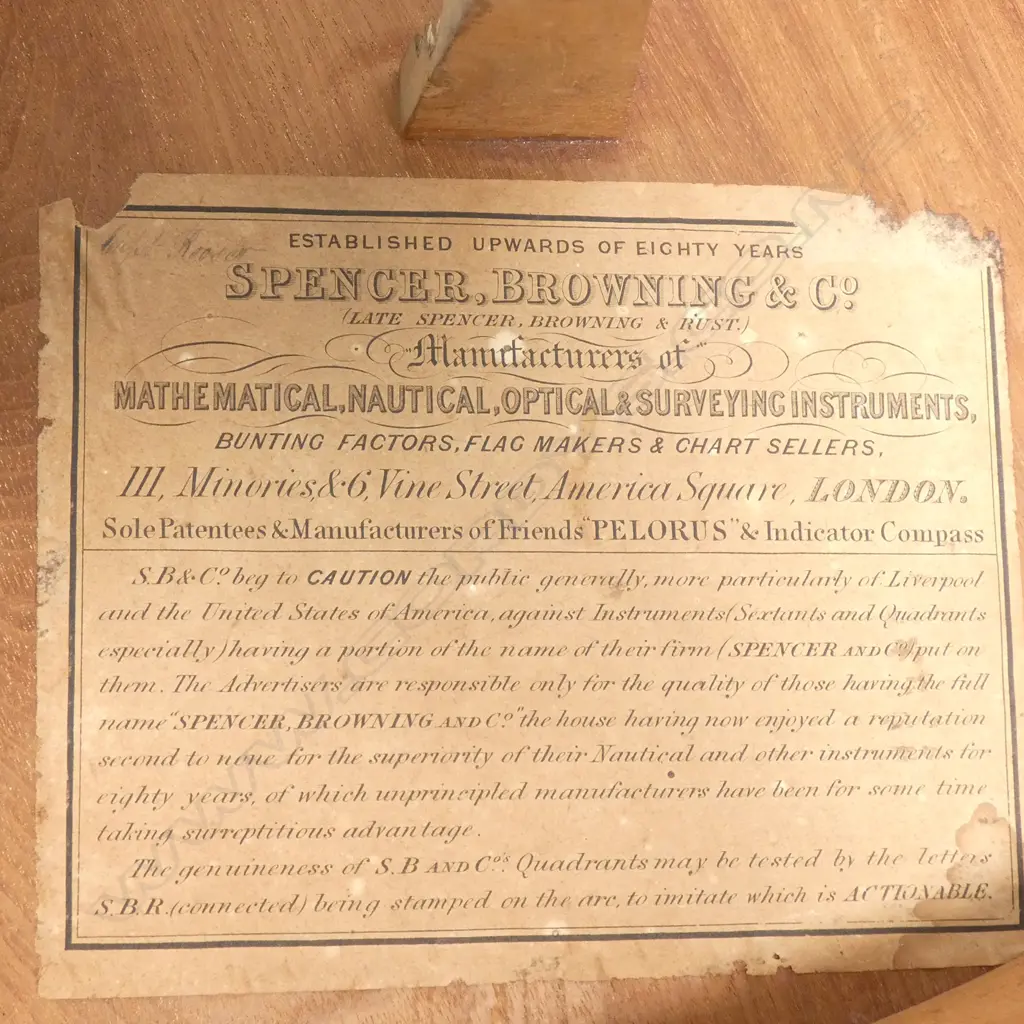 ESTABLISHED UPWARDS OF EIGHTY YEARS
SPENCER, BROWNING & Co.
(LATE SPENCER, BROWNING & RUST.)
Manufacturers of
MATHEMATICAL, NAUTICAL, OPTICAL & SURVEYING INSTRUMENTS,
BUNTING FACTORS, FLAG MAKERS & CHART SELLERS,
111, Minories, & 6, Vine Street, America Square, LONDON.
Sole Patentees & Manufacturers of Friends "PELORUS" & Indicator Compass
S.B & Co. beg to CAUTION the public generally, more particularly of Liverpool
and the United States of America, against Instruments (Sextants and Quadrants
especially) having a portion of the name of their firm (SPENCER AND Co.) put on
them. The Advertisers are responsible only for the quality of those having the full
name "SPENCER, BROWNING AND Co." the house having now enjoyed a reputation
second to none for the superiority of their Nautical and other instruments for
eighty years, of which unprincipled manufacturers have been for some time
taking surreptitious advantage.
The genuineness of S.B AND Co's. Quadrants may be tested by the letters
S.B.R. (connected) being stamped on the arc, to imitate which is ACTIONABLE.